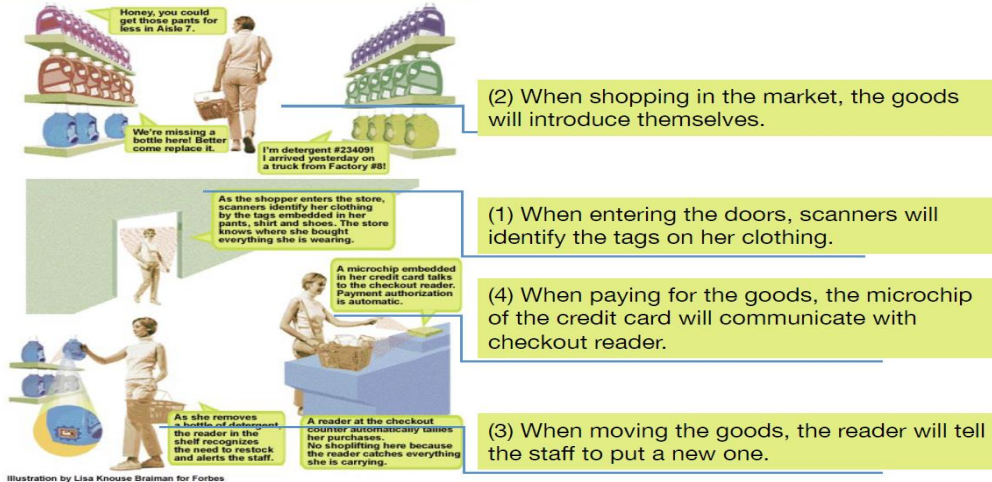 Honey, you could
get those pants for
less in Aisle 7.
We're missing a
bottle here! Better
come replace it.
I'm detergent #23409!
I arrived yesterday on
a truck from Factory #8!
(2) When shopping in the market, the goods
will introduce themselves.
As the shopper enters the store,
scanners identify her clothing
by the tags embedded in her
pants, shirt and shoes. The store
knows where she bought
everything she is wearing.
(1) When entering the doors, scanners will
identify the tags on her clothing.
A microchip embedded
in her credit card talks
to the checkout reader.
Payment authorization
is automatic.
(4) When paying for the goods, the microchip
of the credit card will communicate with
checkout reader.
As she removes
a bottle of detergent,
the reader in the
shelf recognizes
the need to restock
and alerts the staff.
A reader at the checkout
counter automatically tallies
her purchases.
No shoplifting here because
the reader catches everything
she is carrying.
(3) When moving the goods, the reader will tell
the staff to put a new one.
Illustration by Lisa Knouse Braiman for Forbes